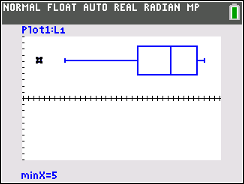 NORMAL FLOAT AUTO REAL RADIAN MP
Plot1:L1
minX=5